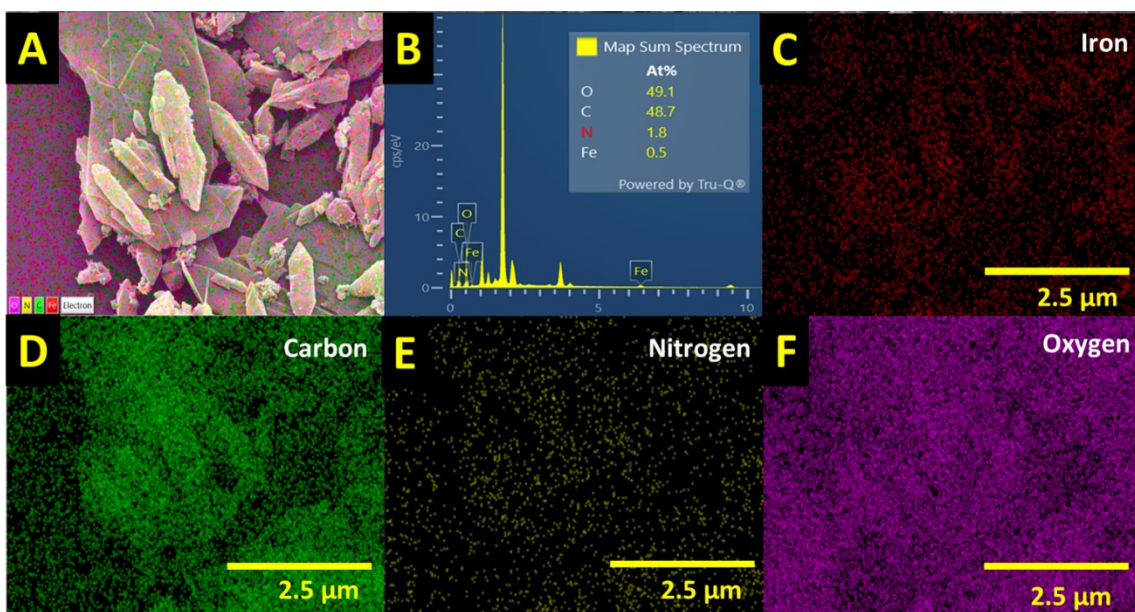 A
O N C Fe Electron
B
Map Sum Spectrum
At%
O 49.1
C 48.7
N 1.8
Fe 0.5
Powered by Tru-Q®
cps/eV
20
10
0
O
C
Fe
N
Fe
0 5 10
C
Iron
2.5 µm
D
Carbon
2.5 µm
E
Nitrogen
2.5 µm
F
Oxygen
2.5 µm